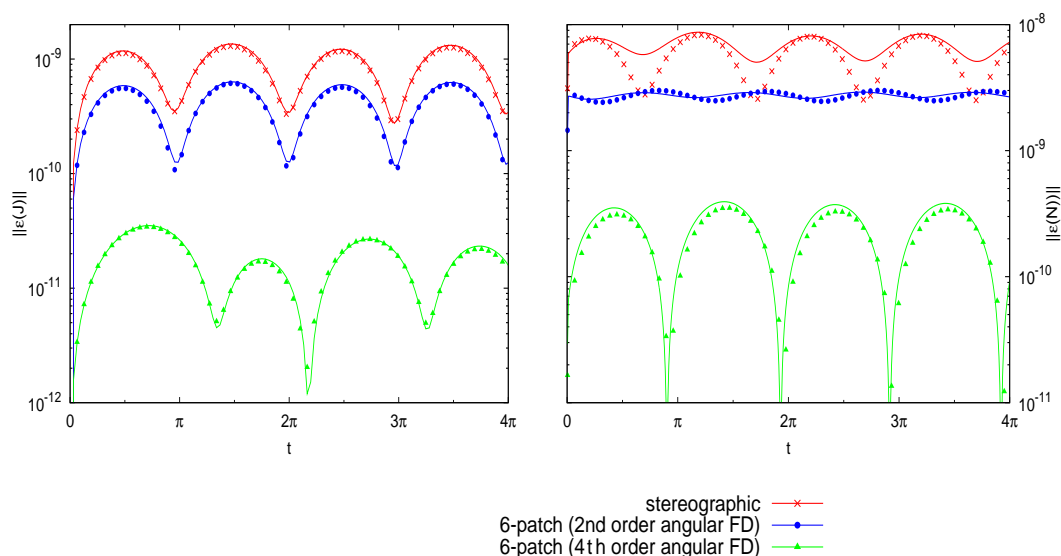 ||ε(J)||
10^-9
10^-10
10^-11
10^-12
0
π
2π
3π
4π
t
10^-8
10^-9
10^-10
10^-11
||ε(N)||
0
π
2π
3π
4π
t
stereographic
6-patch (2nd order angular FD)
6-patch (4th order angular FD)